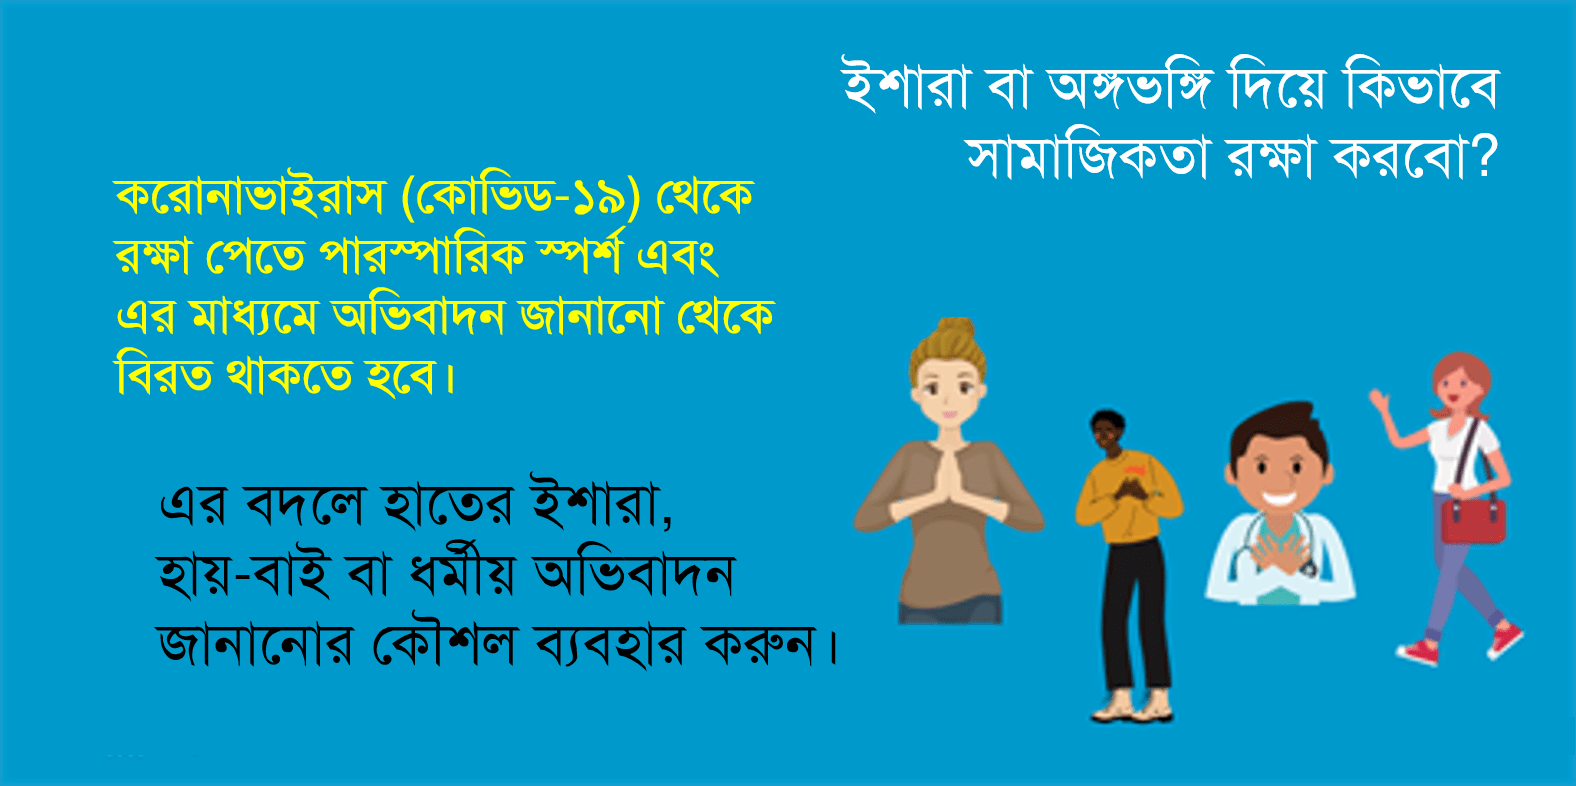 ইশারা বা অঙ্গভঙ্গি দিয়ে কিভাবে
সামাজিকতা রক্ষা করবো?
করোনাভাইরাস (কোভিড-১৯) থেকে
রক্ষা পেতে পারস্পারিক স্পর্শ এবং
এর মাধ্যমে অভিবাদন জানানো থেকে
বিরত থাকতে হবে।
এর বদলে হাতের ইশারা,
হায়-বাই বা ধর্মীয় অভিবাদন
জানানোর কৌশল ব্যবহার করুন।